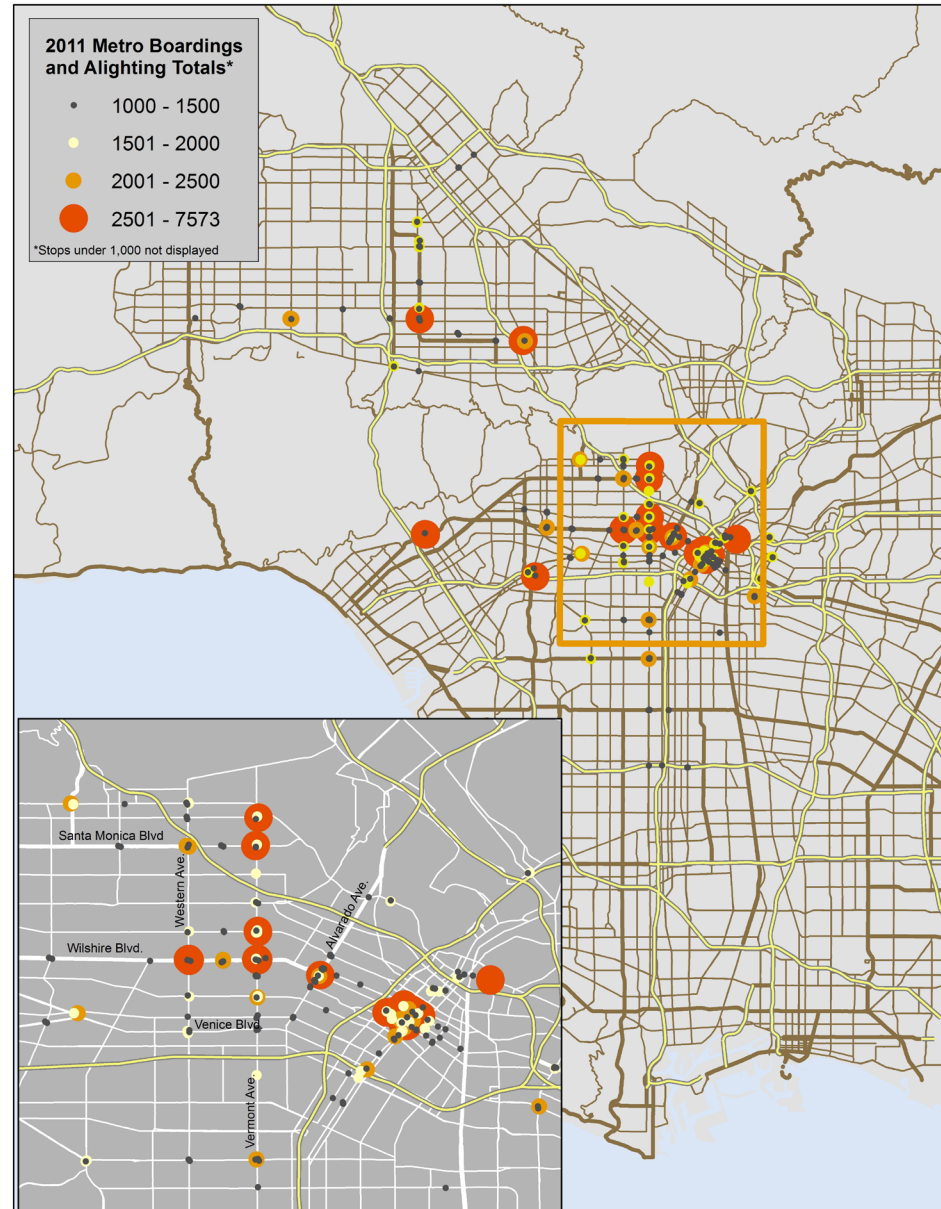 2011 Metro Boardings
and Alighting Totals*
1000 - 1500
1501 - 2000
2001 - 2500
2501 - 7573
*Stops under 1,000 not displayed
Santa Monica Blvd
Western Ave.
Alvarado Ave.
Wilshire Blvd.
Venice Blvd.
Vermont Ave.